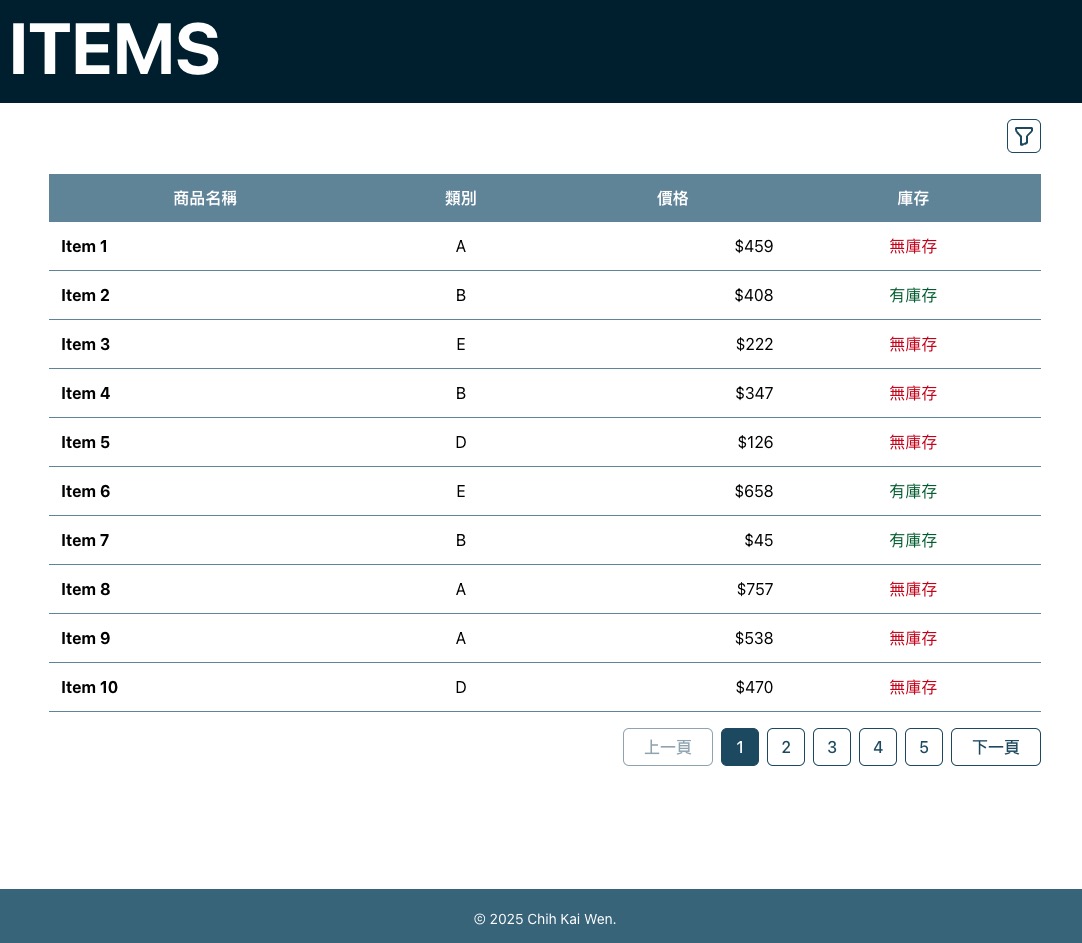 ITEMS
商品名稱 類別 價格 庫存
Item 1 A $459 無庫存
Item 2 B $408 有庫存
Item 3 E $222 無庫存
Item 4 B $347 無庫存
Item 5 D $126 無庫存
Item 6 E $658 有庫存
Item 7 B $45 有庫存
Item 8 A $757 無庫存
Item 9 A $538 無庫存
Item 10 D $470 無庫存
上一頁 1 2 3 4 5 下一頁
© 2025 Chih Kai Wen.